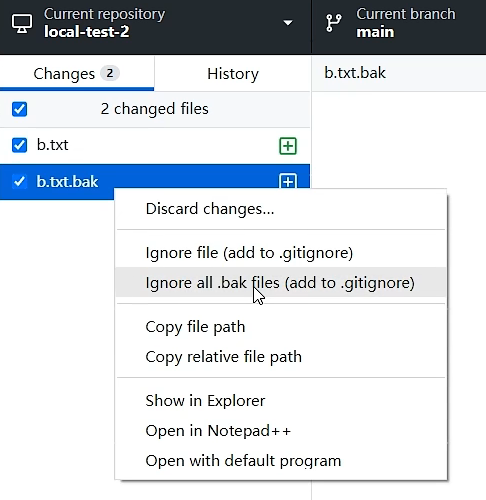 Current repository
local-test-2
Current branch
main
Changes 2
History
b.txt.bak
2 changed files
b.txt
b.txt.bak
Discard changes...
Ignore file (add to .gitignore)
Ignore all .bak files (add to .gitignore)
Copy file path
Copy relative file path
Show in Explorer
Open in Notepad++
Open with default program